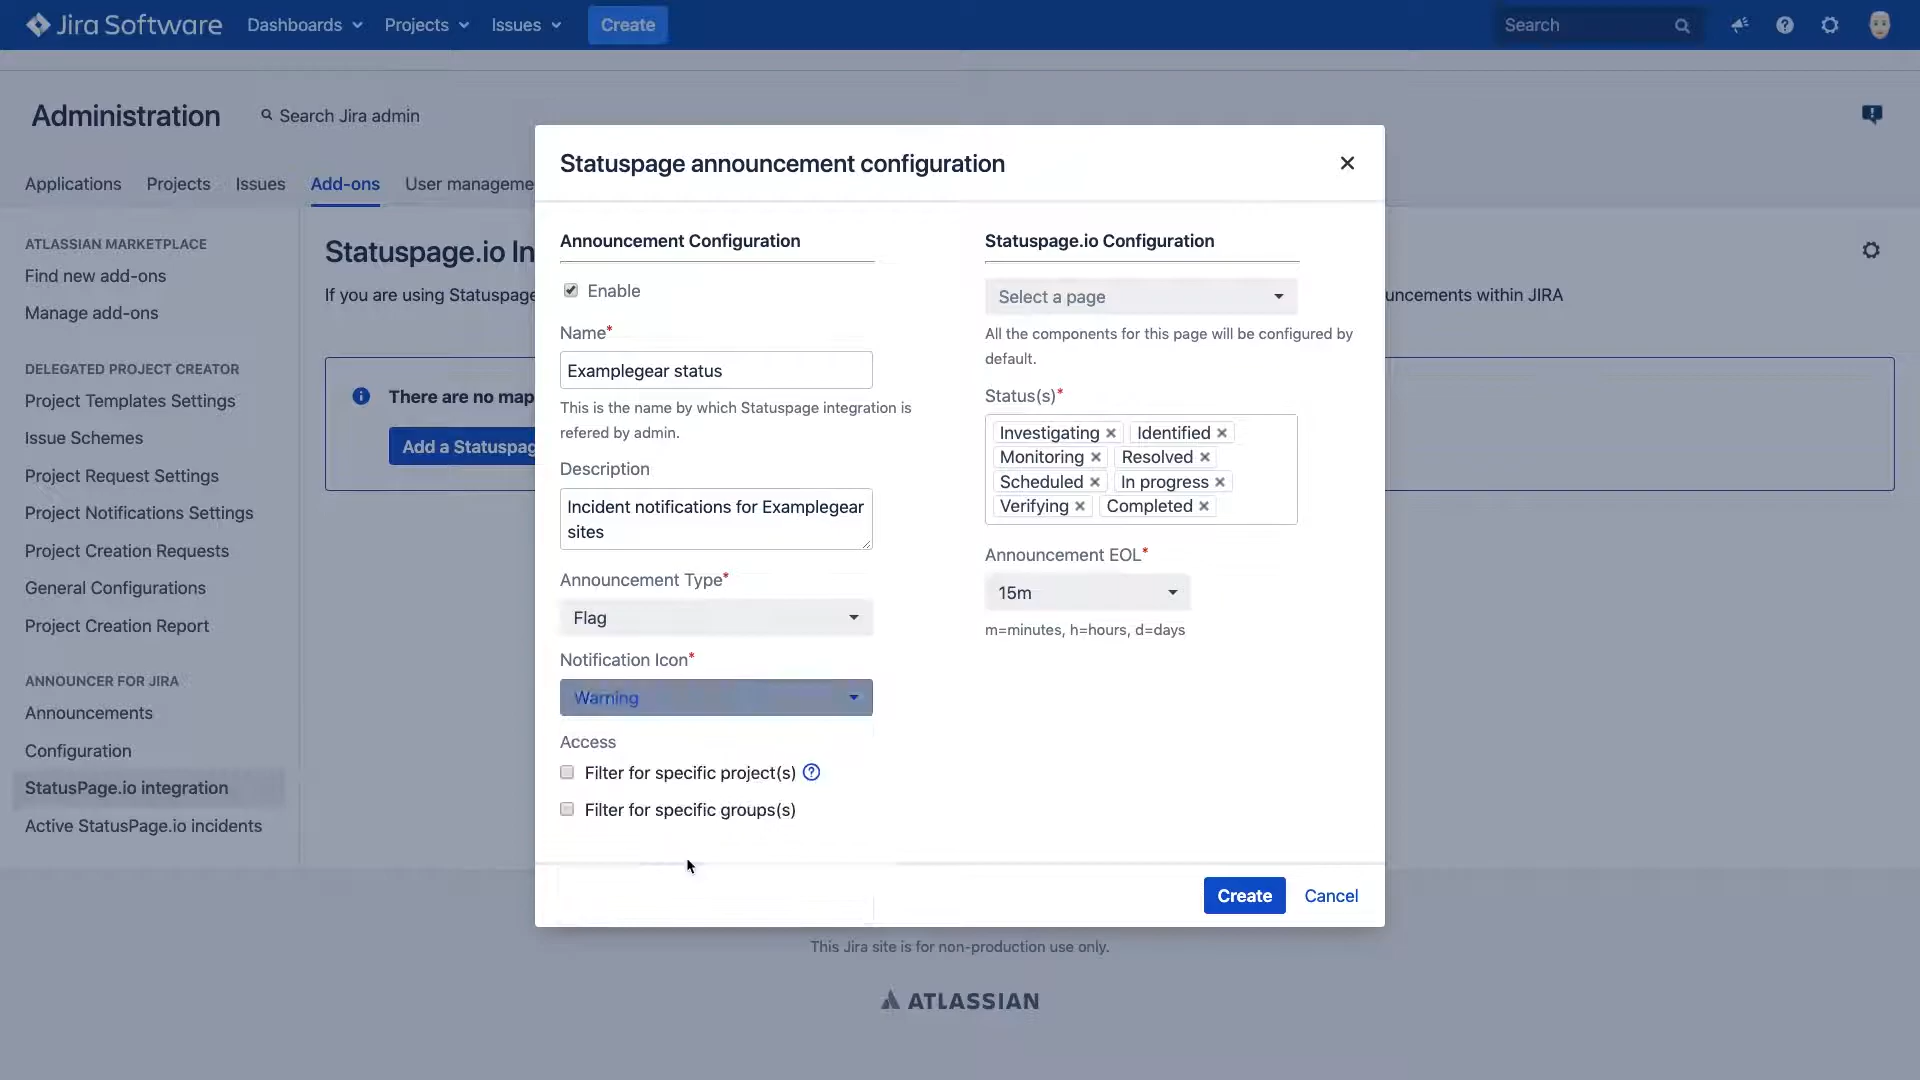 Jira Software
Dashboards
Projects
Issues
Create
Search
Administration
Search Jira admin
Applications
Projects
Issues
Add-ons
User manageme
ATLASSIAN MARKETPLACE
Find new add-ons
Manage add-ons
DELEGATED PROJECT CREATOR
Project Templates Settings
Issue Schemes
Project Request Settings
Project Notifications Settings
Project Creation Requests
General Configurations
Project Creation Report
ANNOUNCER FOR JIRA
Announcements
Configuration
StatusPage.io integration
Active StatusPage.io incidents
Statuspage.io In
If you are using Statuspage
uncements within JIRA
There are no map
Add a Statuspag
Statuspage announcement configuration
Announcement Configuration
Enable
Name*
Examplegear status
This is the name by which Statuspage integration is
refered by admin.
Description
Incident notifications for Examplegear
sites
Announcement Type*
Flag
Notification Icon*
Warning
Access
Filter for specific project(s)
Filter for specific groups(s)
Statuspage.io Configuration
Select a page
All the components for this page will be configured by
default.
Status(s)*
Investigating × Identified ×
Monitoring × Resolved ×
Scheduled × In progress ×
Verifying × Completed ×
Announcement EOL*
15m
m=minutes, h=hours, d=days
Create
Cancel
This Jira site is for non-production use only.
ATLASSIAN